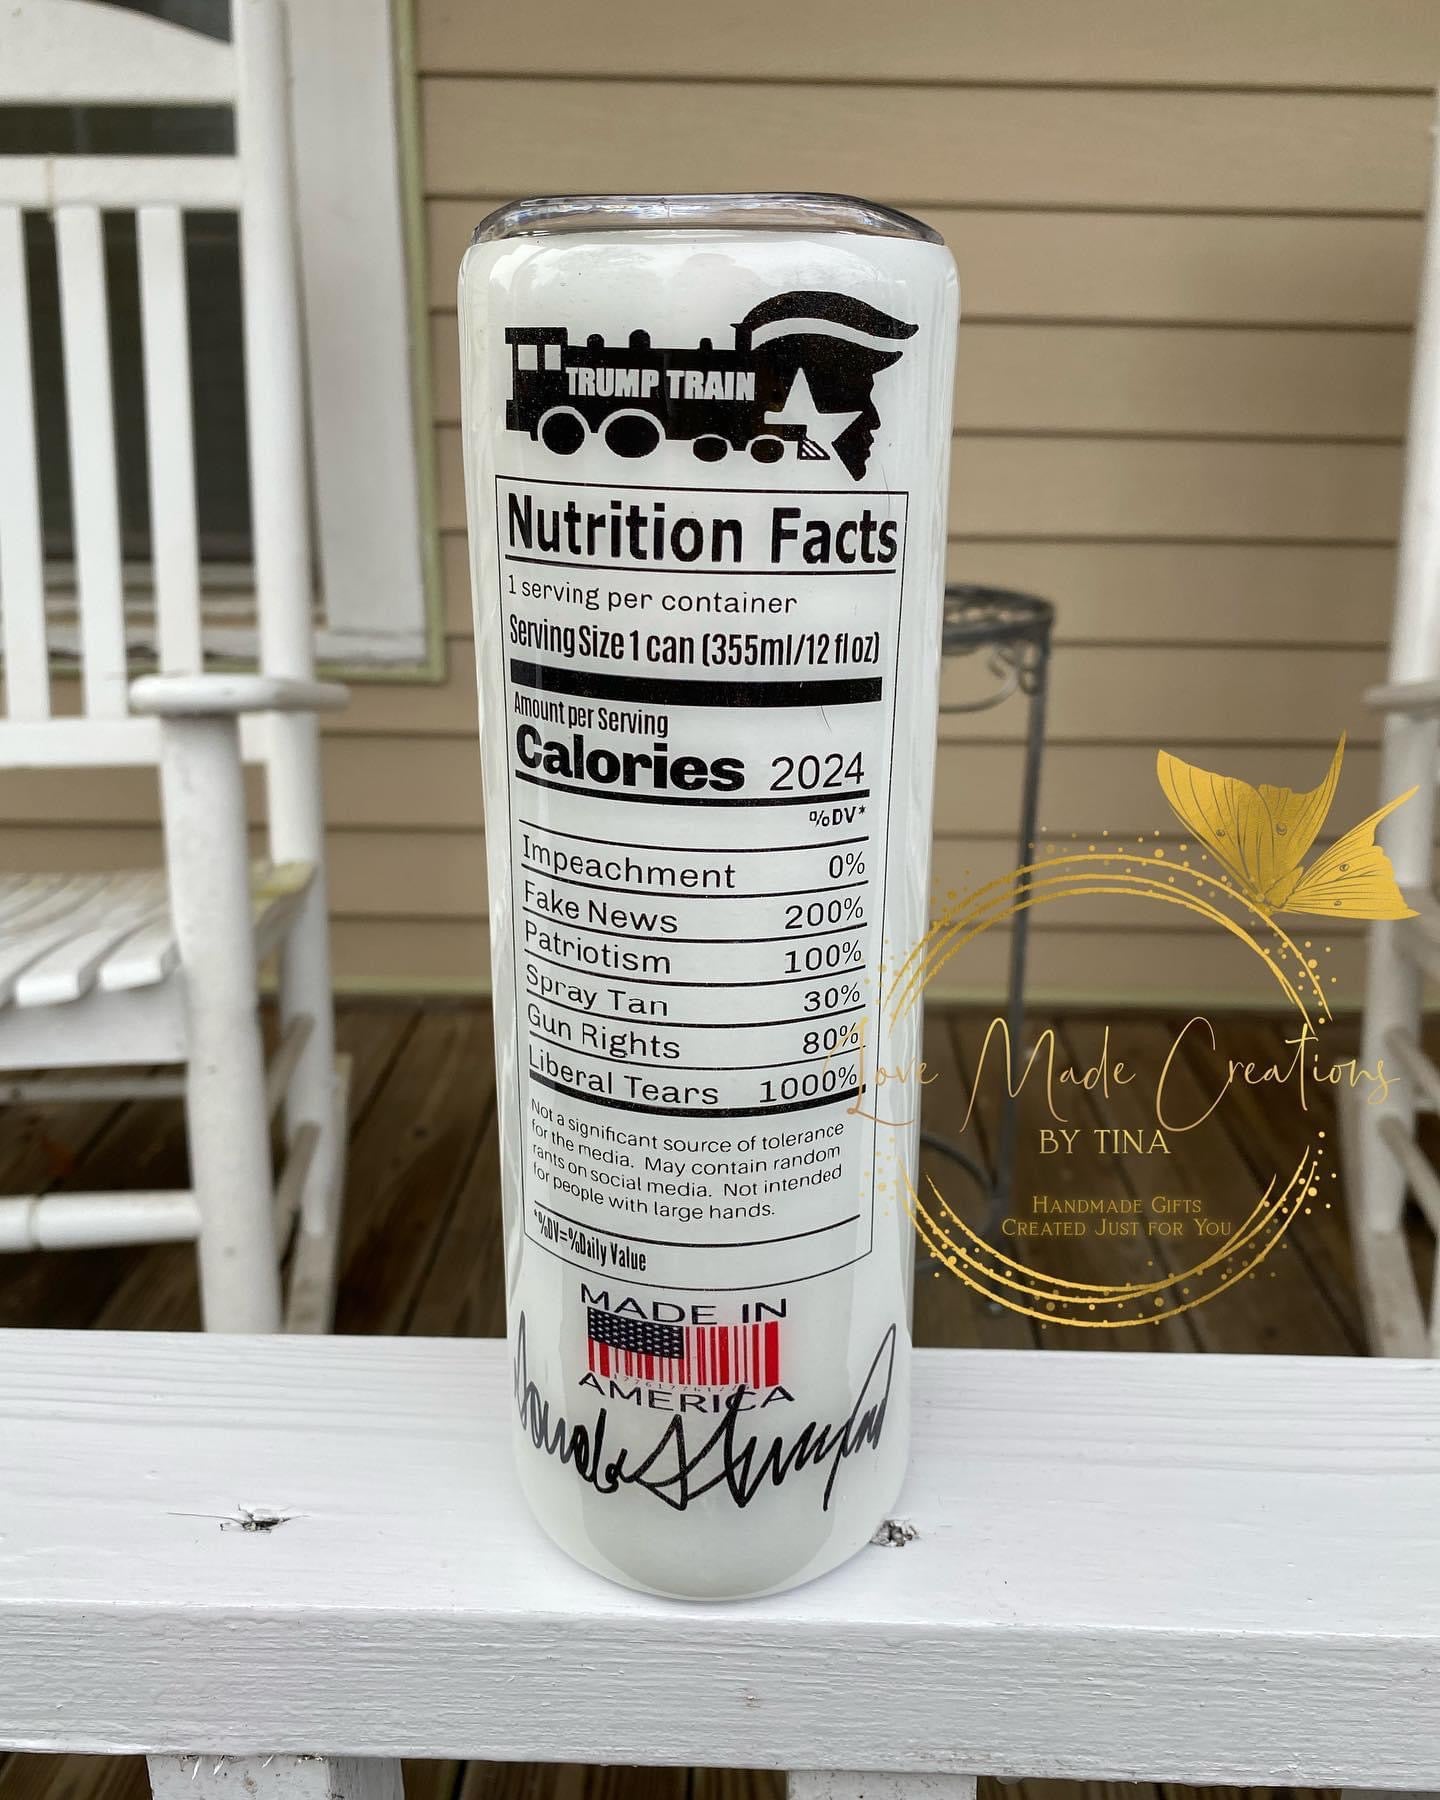 TRUMP TRAIN
Nutrition Facts
1 serving per container
Serving Size 1 can (355ml/12 fl oz)
Amount per Serving
Calories 2024
%DV*
Impeachment 0%
Fake News 200%
Patriotism 100%
Spray Tan 30%
Gun Rights 80%
Liberal Tears 1000%
Not a significant source of tolerance
for the media. May contain random
rants on social media. Not intended
for people with large hands.
*%DV=%Daily Value
MADE IN
AMERICA
Love Made Creations
BY TINA
HANDMADE GIFTS
CREATED JUST FOR YOU